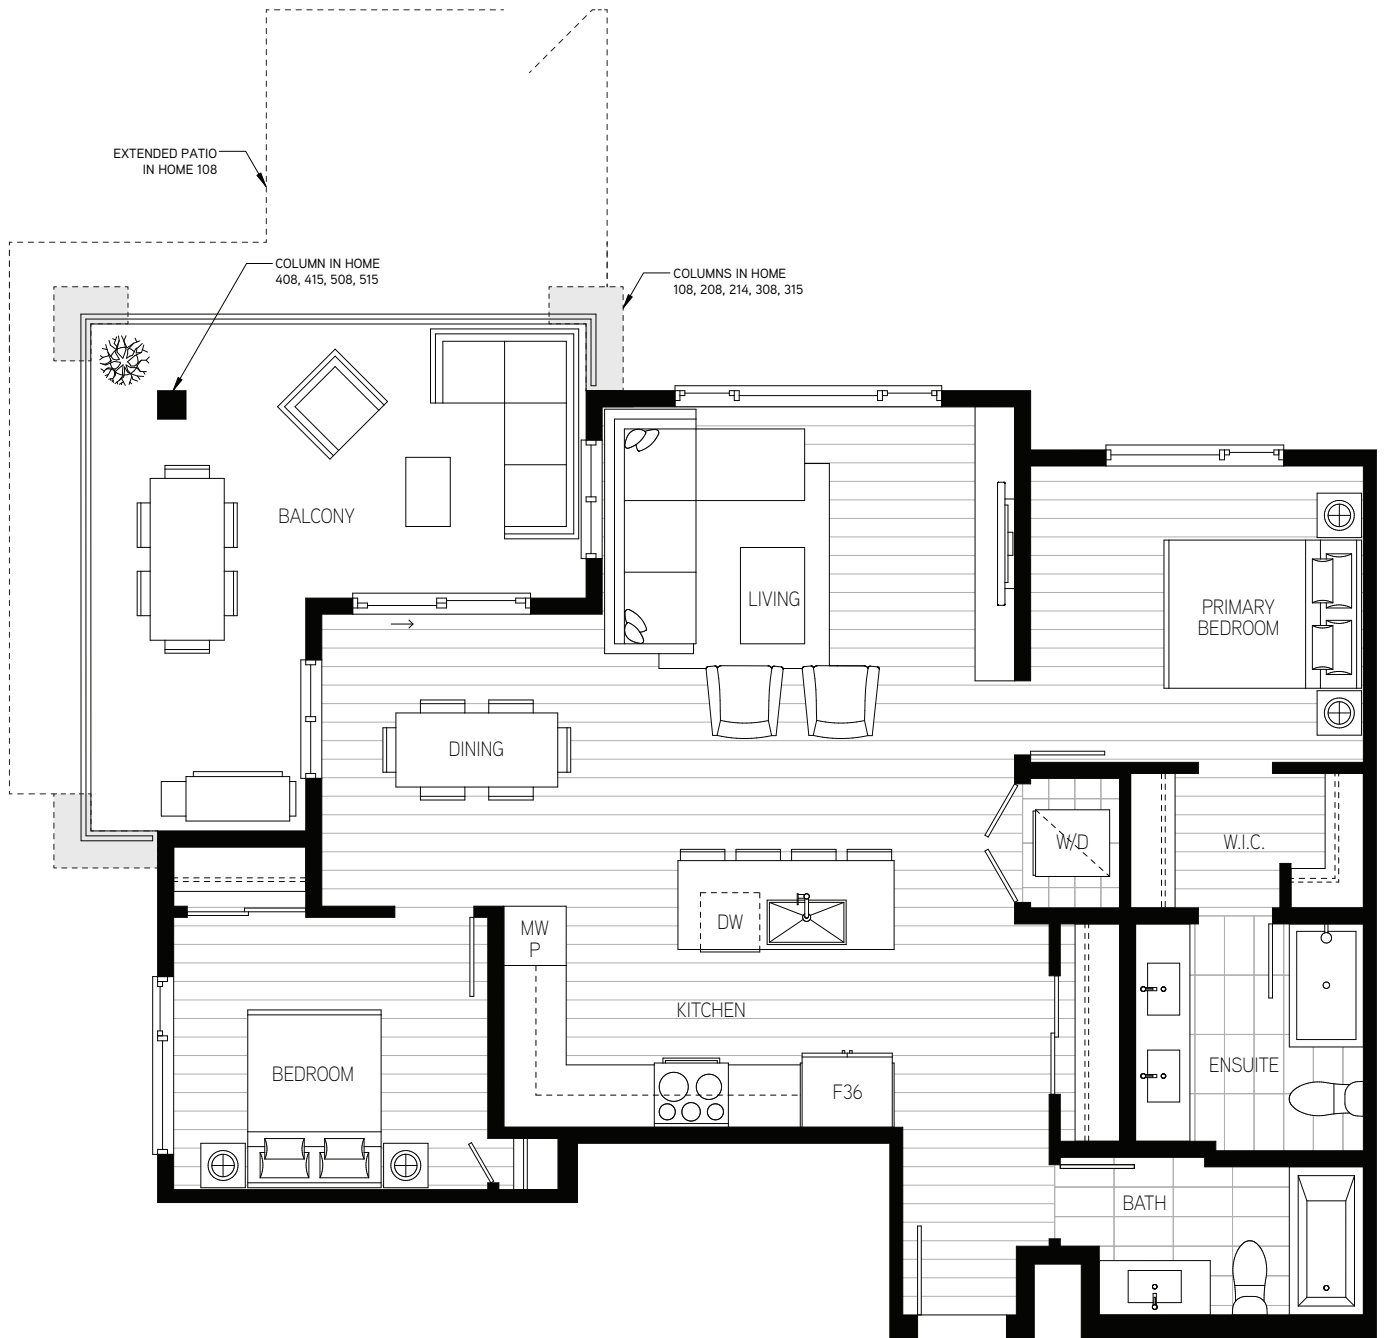 EXTENDED PATIO
IN HOME 108
COLUMN IN HOME
408, 415, 508, 515
COLUMNS IN HOME
108, 208, 214, 308, 315
BALCONY
LIVING
PRIMARY
BEDROOM
DINING
W/D
W.I.C.
MW
P
DW
KITCHEN
BEDROOM
F36
ENSUITE
BATH